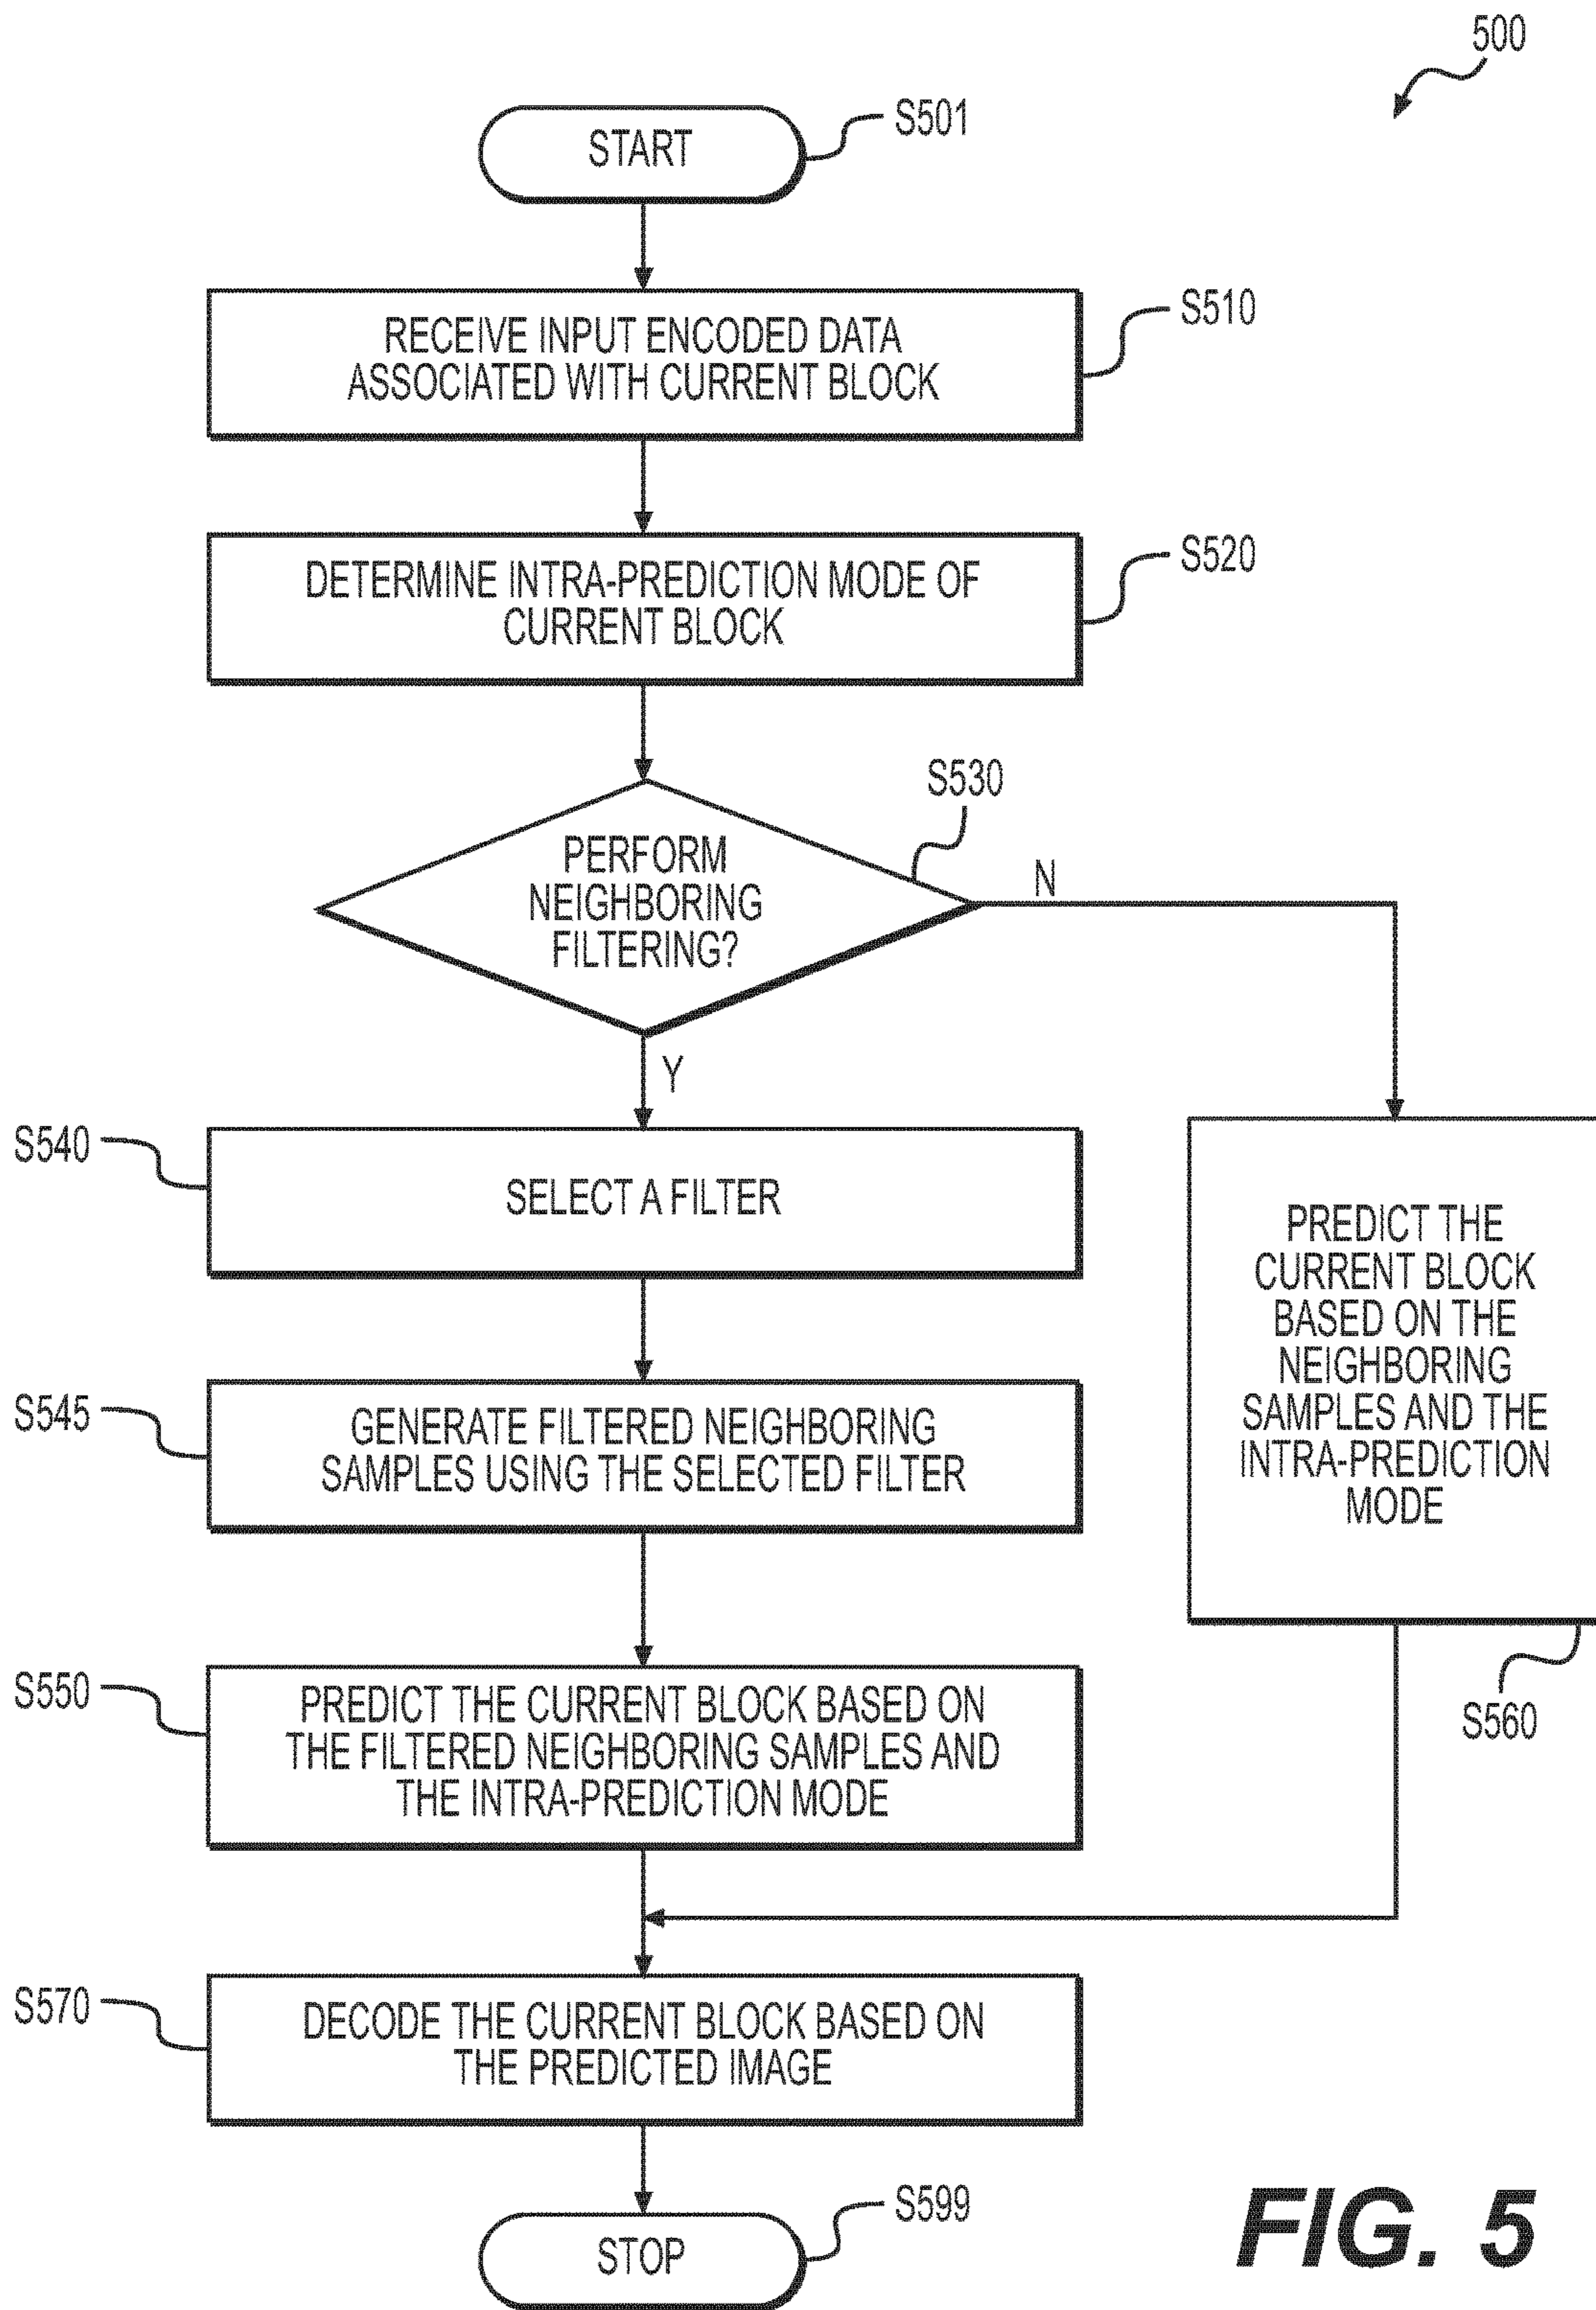 500
START
S501
RECEIVE INPUT ENCODED DATA
ASSOCIATED WITH CURRENT BLOCK
S510
DETERMINE INTRA-PREDICTION MODE OF
CURRENT BLOCK
S520
PERFORM
NEIGHBORING
FILTERING?
S530
N
Y
S540
SELECT A FILTER
S545
GENERATE FILTERED NEIGHBORING
SAMPLES USING THE SELECTED FILTER
PREDICT THE
CURRENT BLOCK
BASED ON THE
NEIGHBORING
SAMPLES AND THE
INTRA-PREDICTION
MODE
S560
S550
PREDICT THE CURRENT BLOCK BASED ON
THE FILTERED NEIGHBORING SAMPLES AND
THE INTRA-PREDICTION MODE
S570
DECODE THE CURRENT BLOCK BASED ON
THE PREDICTED IMAGE
STOP
S599
FIG. 5